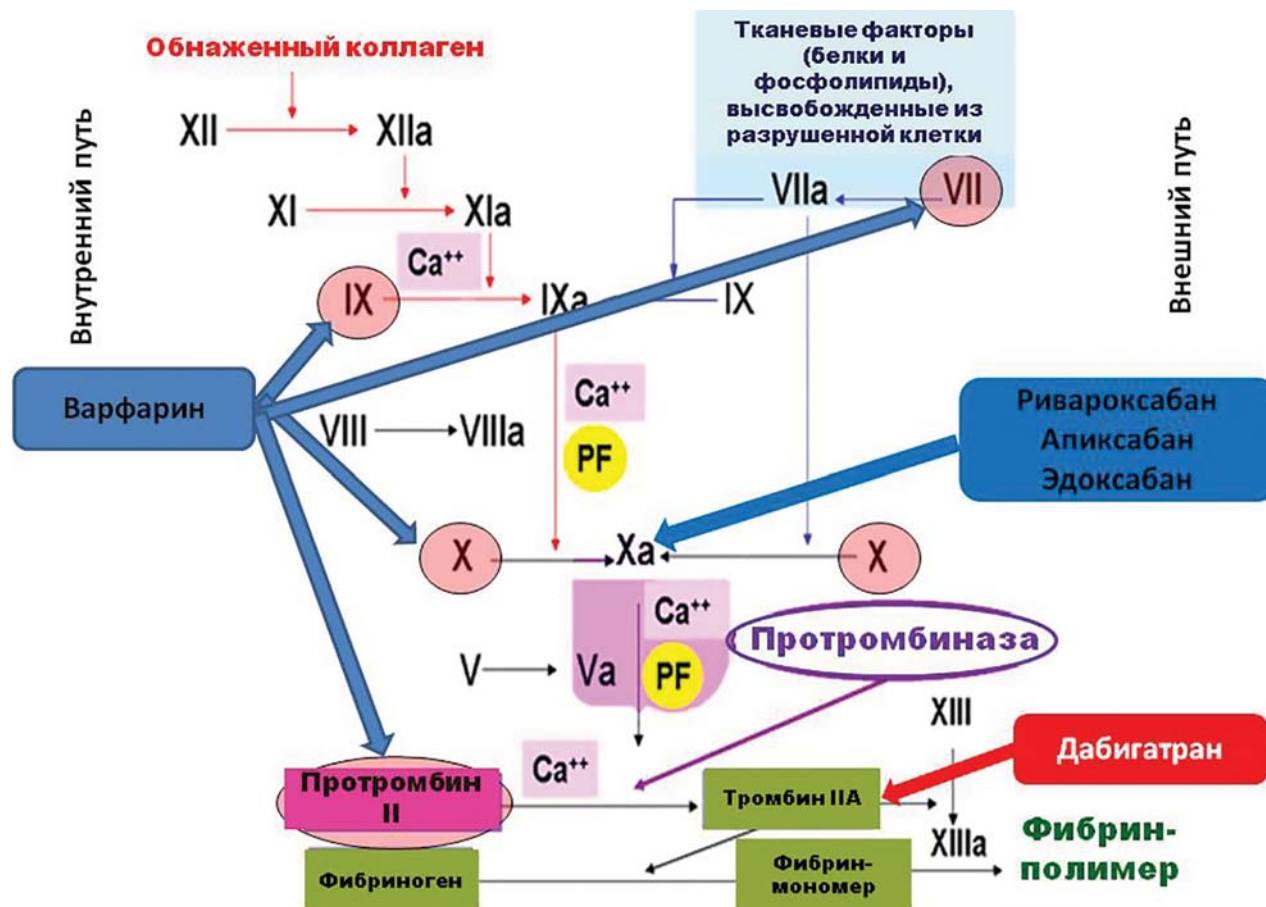 Обнаженный коллаген
Тканевые факторы
(белки и
фосфолипиды),
высвобожденные из
разрушенной клетки
Внутренний путь
Внешний путь
XII
XIIa
VIIa
VII
XI
XIa
Ca++
IX
IXa
IX
Варфарин
Ca++
Ривароксабан
Апиксабан
Эдоксабан
VIII
VIIIa
PF
X
Xa
X
Ca++
Протромбиназа
V
Va
PF
XIII
Дабигатран
Ca++
Протромбин
II
Тромбин IIА
XIIIa
Фибрин-
полимер
Фибриноген
Фибрин-
мономер